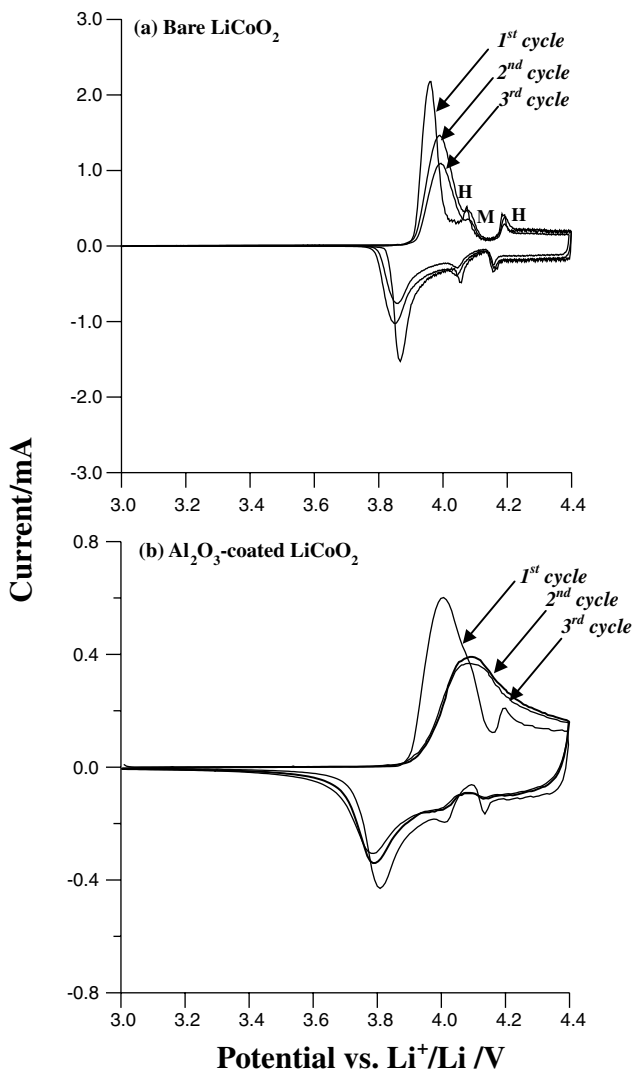 (a) Bare LiCoO₂
1ˢᵗ cycle
2ⁿᵈ cycle
3ʳᵈ cycle
H
M
H
3.0
2.0
1.0
0.0
-1.0
-2.0
-3.0
3.0 3.2 3.4 3.6 3.8 4.0 4.2 4.4
(b) Al₂O₃-coated LiCoO₂
1ˢᵗ cycle
2ⁿᵈ cycle
3ʳᵈ cycle
0.8
0.4
0.0
-0.4
-0.8
3.0 3.2 3.4 3.6 3.8 4.0 4.2 4.4
Current/mA
Potential vs. Li⁺/Li /V